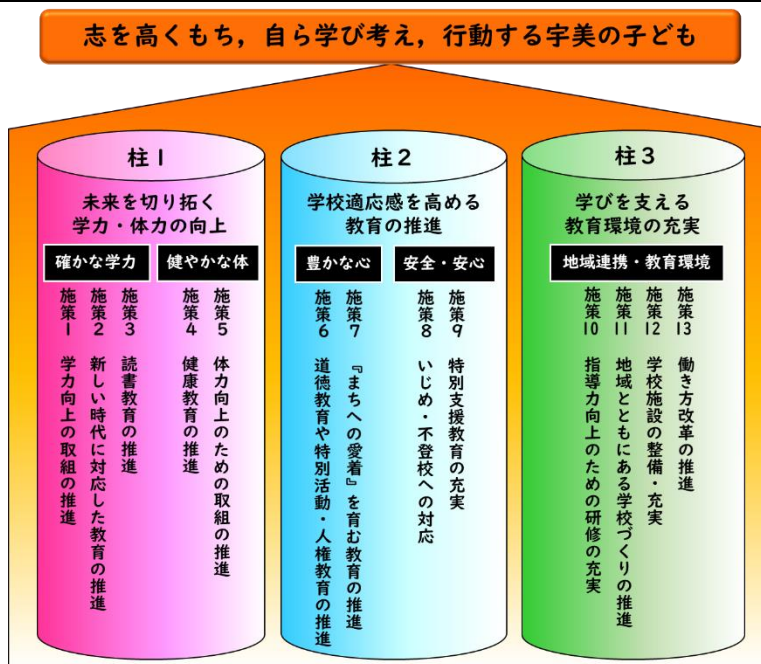 志を高くもち，自ら学び考え，行動する宇美の子ども
柱1
未来を切り拓く
学力・体力の向上
確かな学力
施策1 学力向上の取組の推進
施策2 新しい時代に対応した教育の推進
施策3 読書教育の推進
健やかな体
施策4 健康教育の推進
施策5 体力向上のための取組の推進
柱2
学校適応感を高める
教育の推進
豊かな心
施策6 道徳教育や特別活動・人権教育の推進
施策7 『まちへの愛着』を育む教育の推進
安全・安心
施策8 いじめ・不登校への対応
施策9 特別支援教育の充実
柱3
学びを支える
教育環境の充実
地域連携・教育環境
施策10 指導力向上のための研修の充実
施策11 地域とともにある学校づくりの推進
施策12 学校施設の整備・充実
施策13 働き方改革の推進